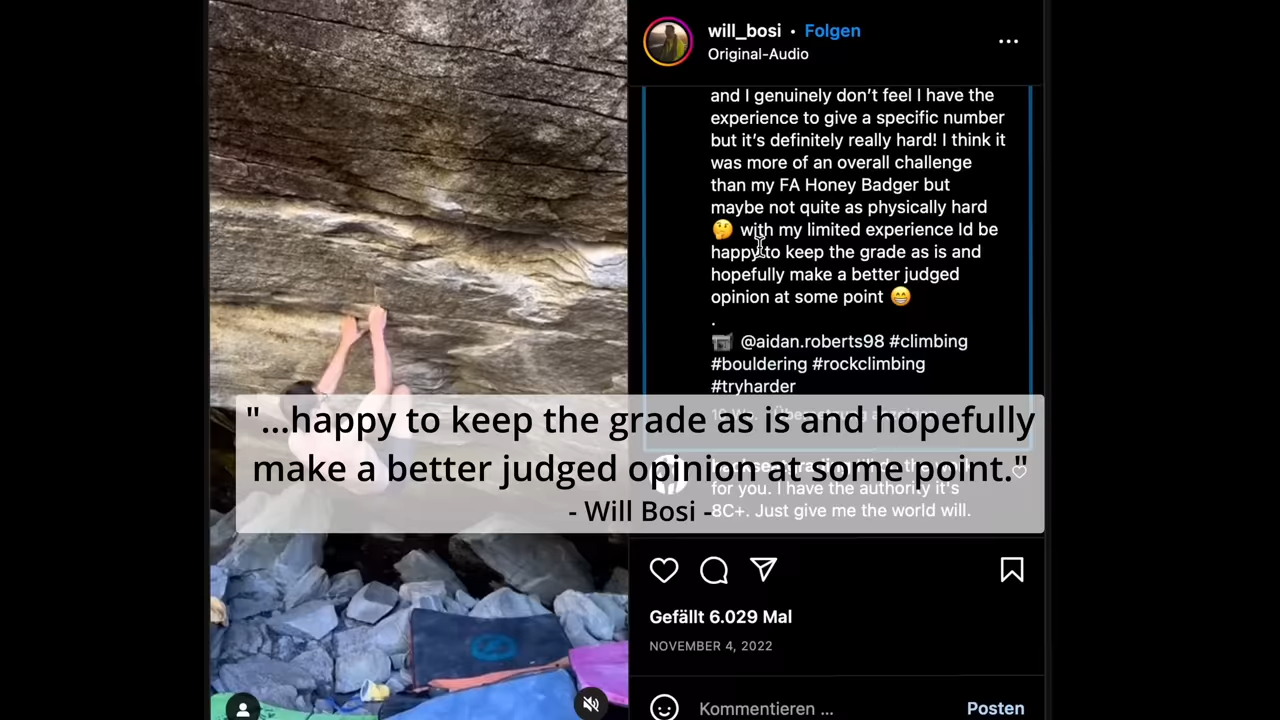 will_bosi • Folgen
Original-Audio
and I genuinely don’t feel I have the
experience to give a specific number
but it’s definitely really hard! I think it
was more of an overall challenge
than my FA Honey Badger but
maybe not quite as physically hard
🤔 with my limited experience Id be
happy to keep the grade as is and
hopefully make a better judged
opinion at some point 😁
.
@aidan.roberts98 #climbing
#bouldering #rockclimbing
#tryharder
"...happy to keep the grade as is and hopefully
make a better judged opinion at some point."
- Will Bosi -
for you. I have the authority it's
8C+. Just give me the world will.
Gefällt 6.029 Mal
NOVEMBER 4, 2022
Kommentieren ...
Posten